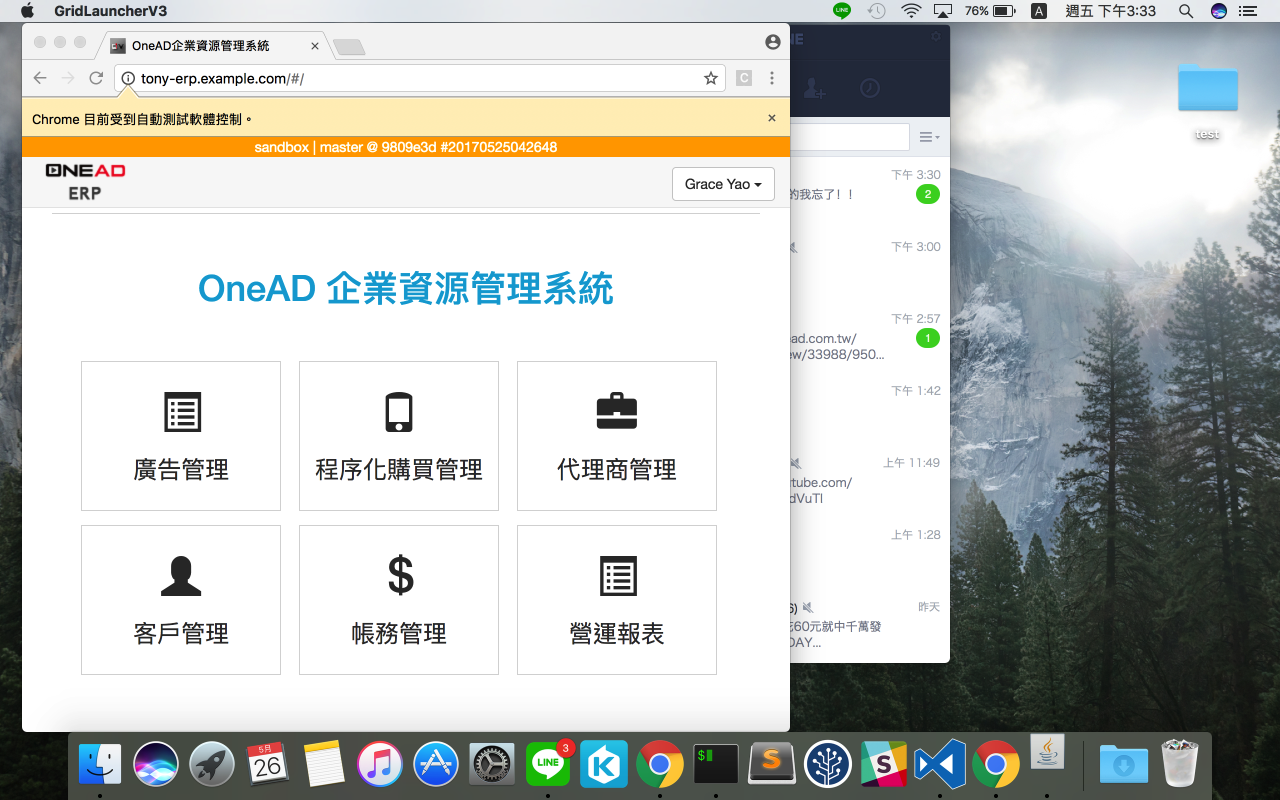 GridLauncherV3
LINE
76%
A
週五 下午3:33
OneAD企業資源管理系統
tony-erp.example.com/#/
C
Chrome 目前受到自動測試軟體控制。
sandbox | master @ 9809e3d #20170525042648
ONEAD
ERP
Grace Yao
OneAD 企業資源管理系統
廣告管理
程序化購買管理
代理商管理
客戶管理
帳務管理
營運報表
NE
下午 3:30
的我忘了! !
2
下午 3:00
下午 2:57
ad.com.tw/
1
ew/33988/950...
下午 1:42
上午 11:49
tube.com/
dVuTI
上午 1:28
昨天
60元就中千萬發
DAY...
test
5月
26
LINE
3
K
$
S
S